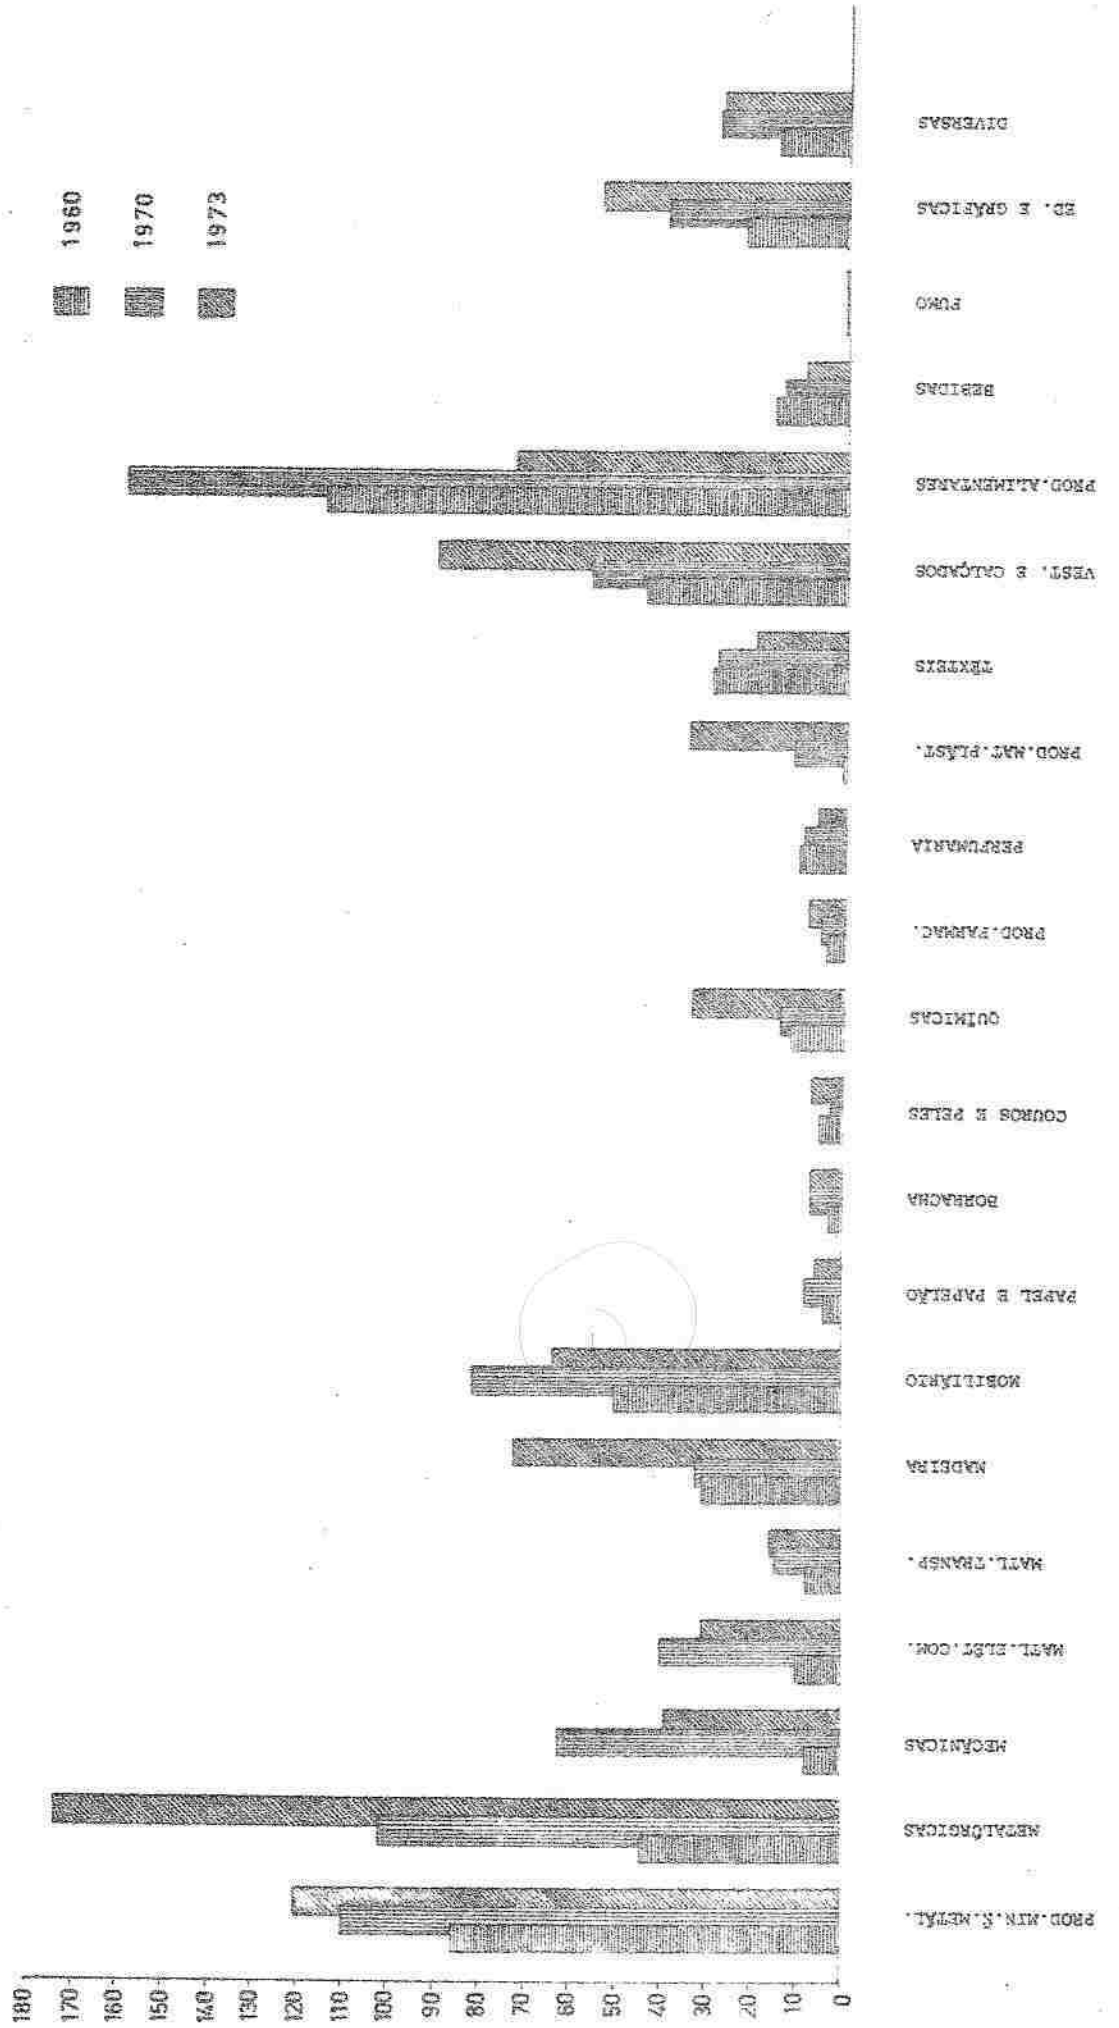 1960
1970
1973
180
170
160
150
140
130
120
110
100
90
80
70
60
50
40
30
20
10
0
PROD.MIN.Ñ.METÁL.
METALÚRGICAS
MECÂNICAS
MATL.ELÉT.COM.
MATL.TRANSP.
MADEIRA
MOBILIÁRIO
PAPEL E PAPELÃO
BORRACHA
COUROS E PELES
QUÍMICAS
PROD.FARMAC.
PERFUMARIA
PROD.MAT.PLÁST.
TÊXTEIS
VEST. E CALÇADOS
PROD.ALIMENTARES
BEBIDAS
FUMO
ED. E GRÁFICAS
DIVERSAS